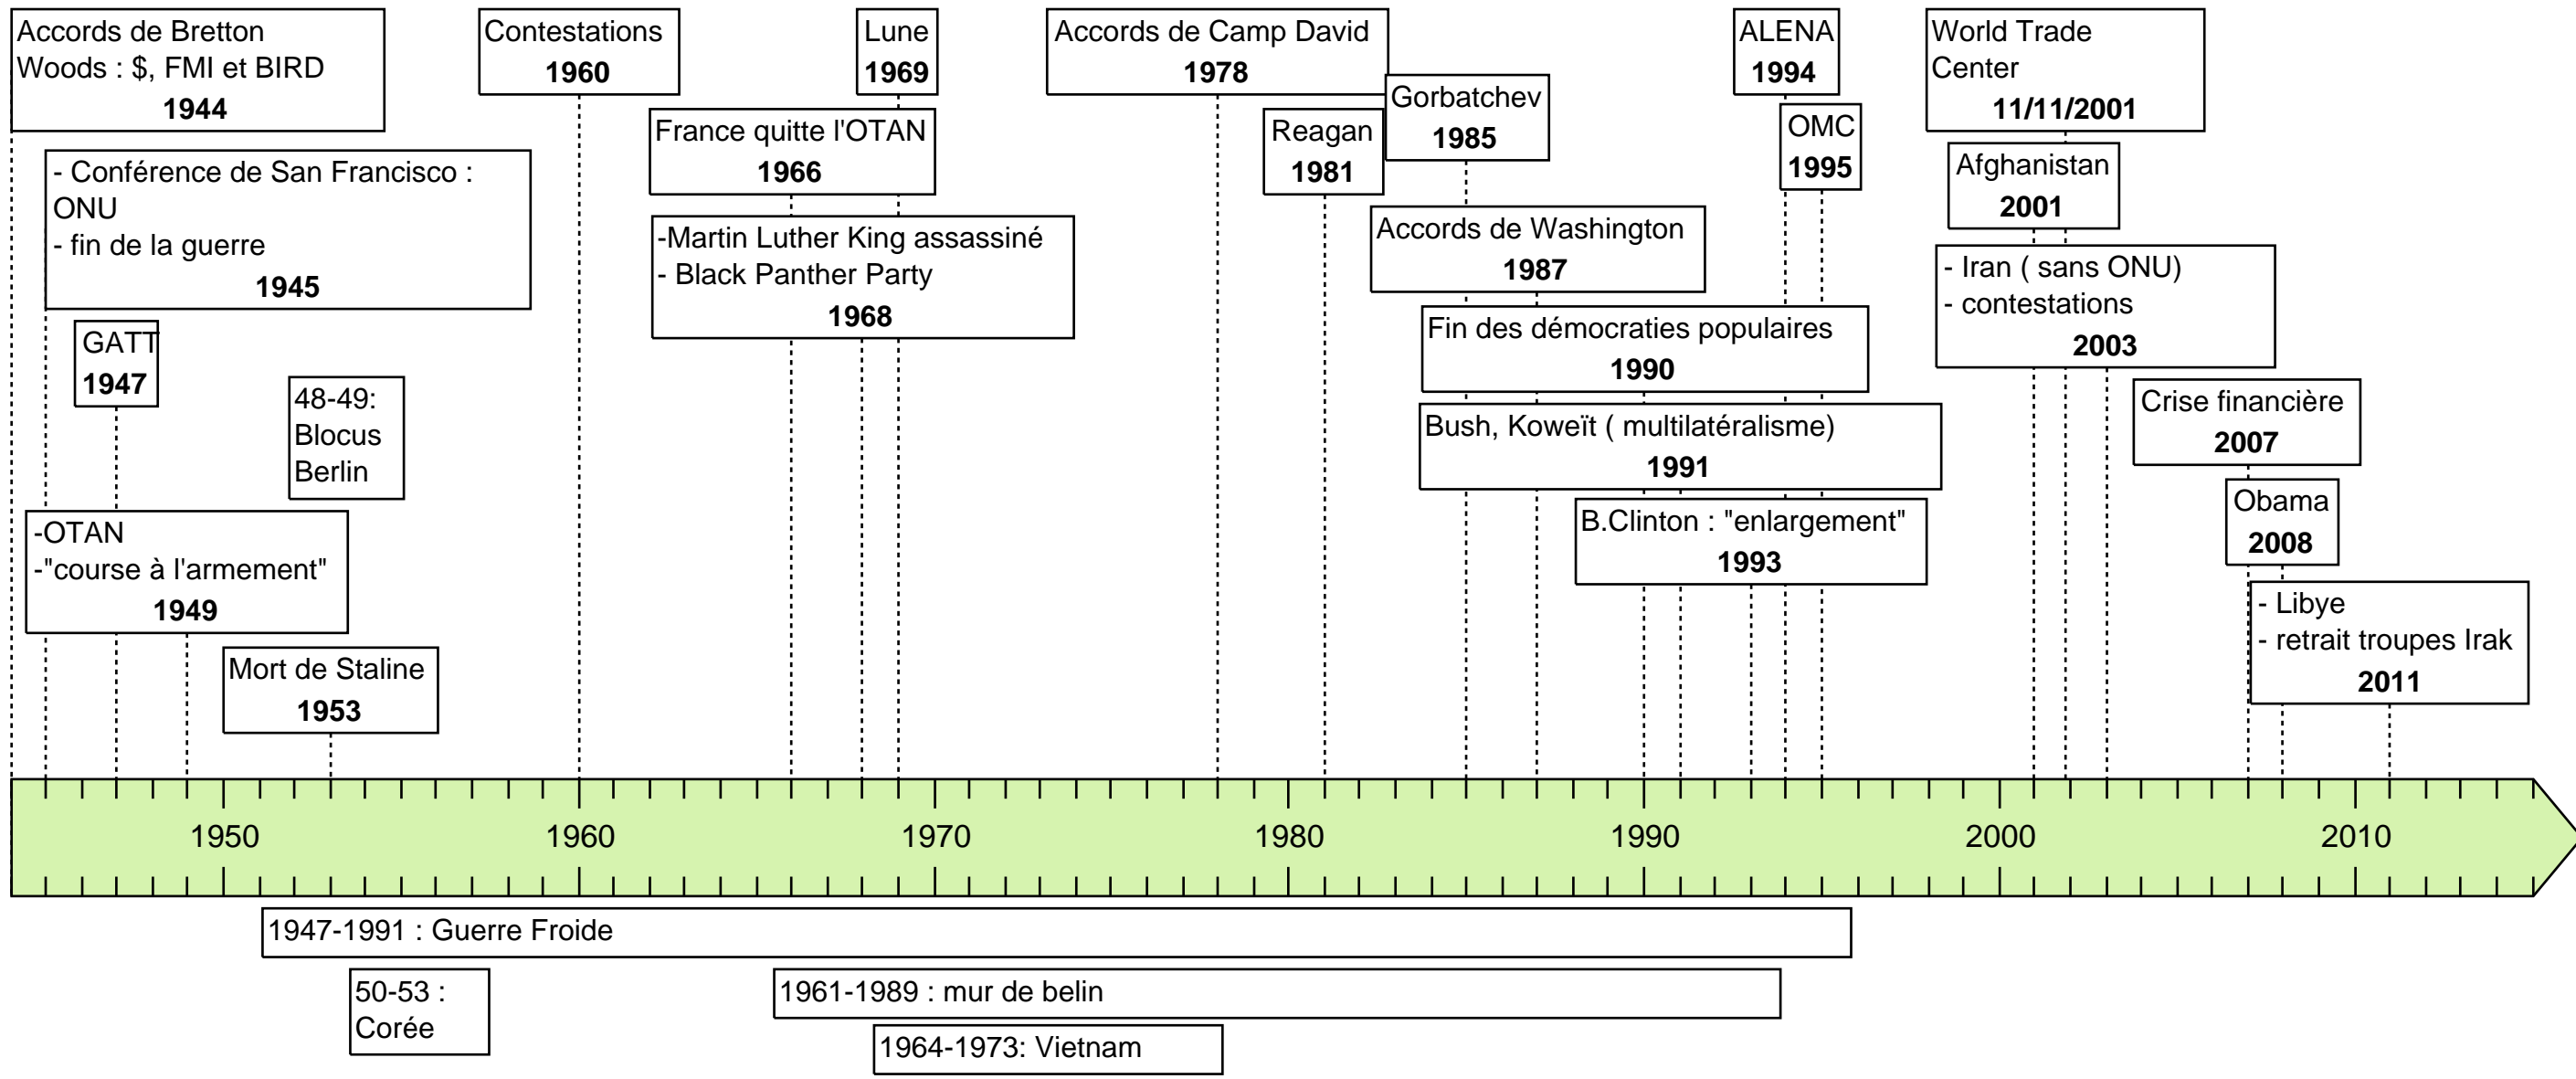 Accords de Bretton
Woods : $, FMI et BIRD
1944
Contestations
1960
Lune
1969
Accords de Camp David
1978
ALENA
1994
World Trade
Center
11/11/2001
Gorbatchev
1985
France quitte l'OTAN
1966
Reagan
1981
OMC
1995
- Conférence de San Francisco :
ONU
- fin de la guerre
1945
Afghanistan
2001
-Martin Luther King assassiné
- Black Panther Party
1968
Accords de Washington
1987
- Iran ( sans ONU)
- contestations
2003
GATT
1947
Fin des démocraties populaires
1990
48-49:
Blocus
Berlin
Crise financière
2007
Bush, Koweït ( multilatéralisme)
1991
Obama
2008
B.Clinton : "enlargement"
1993
-OTAN
-"course à l'armement"
1949
- Libye
- retrait troupes Irak
2011
Mort de Staline
1953
1950 1960 1970 1980 1990 2000 2010
1947-1991 : Guerre Froide
50-53 :
Corée
1961-1989 : mur de belin
1964-1973: Vietnam